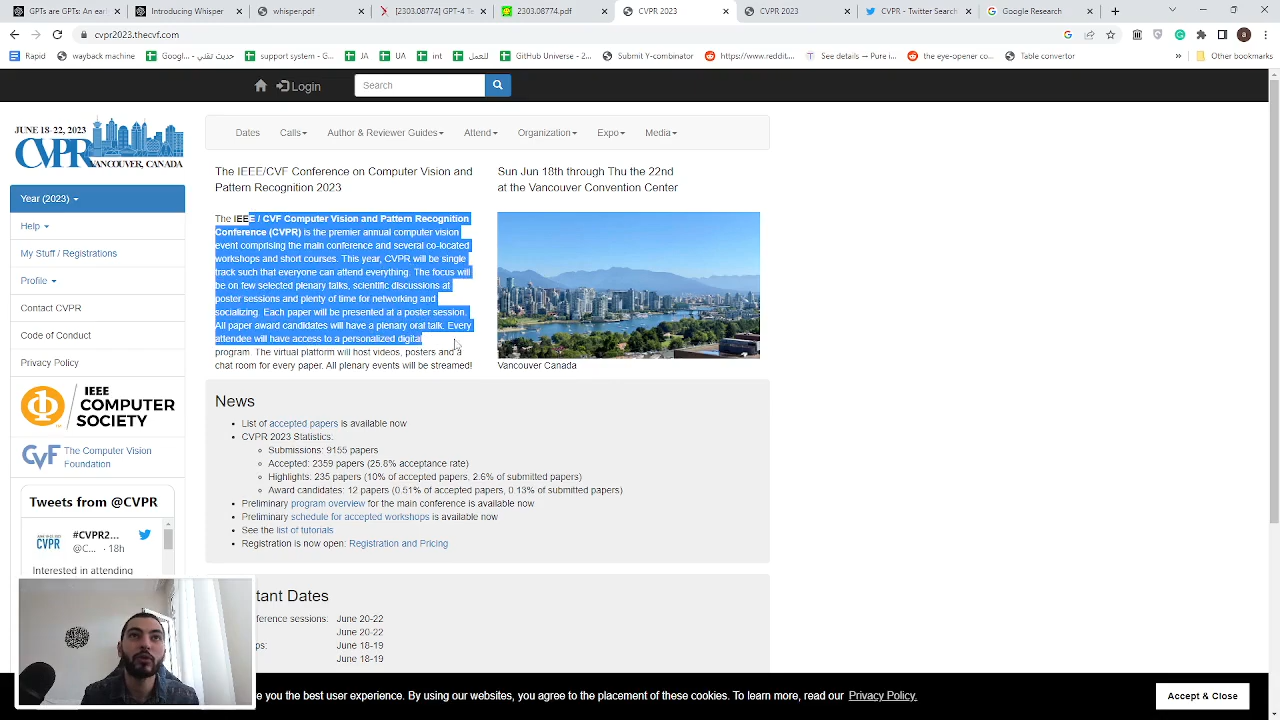 GPTs are GPTs: An earl
Introducing Whisper
whisper.pdf
[2303.08774] GPT-4 Te
2303.08774.pdf
CVPR 2023
CVPR 2023
CVPR - Twitter Search
Google Research
cvpr2023.thecvf.com
Rapid
wayback machine
Googl...- حديث تقني
support system - G...
JA
UA
int
للعمل
GitHub Universe - 2...
Submit Y-combinator
https://www.reddit....
See details → Pure i...
the eye-opener co...
Table convertor
Other bookmarks
Login
Search
JUNE 18-22, 2023
CVPR
VANCOUVER, CANADA
Dates
Calls
Author & Reviewer Guides
Attend
Organization
Expo
Media
Year (2023)
Help
My Stuff / Registrations
Profile
Contact CVPR
Code of Conduct
Privacy Policy
IEEE
COMPUTER
SOCIETY
CVF
The Computer Vision
Foundation
Tweets from @CVPR
#CVPR2...
@C... · 18h
CVPR
Interested in attending
The IEEE/CVF Conference on Computer Vision and
Pattern Recognition 2023
The IEEE / CVF Computer Vision and Pattern Recognition
Conference (CVPR) is the premier annual computer vision
event comprising the main conference and several co-located
workshops and short courses. This year, CVPR will be single
track such that everyone can attend everything. The focus will
be on few selected plenary talks, scientific discussions at
poster sessions and plenty of time for networking and
socializing. Each paper will be presented at a poster session.
All paper award candidates will have a plenary oral talk. Every
attendee will have access to a personalized digital
program. The virtual platform will host videos, posters and a
chat room for every paper. All plenary events will be streamed!
Sun Jun 18th through Thu the 22nd
at the Vancouver Convention Center
Vancouver Canada
News
List of accepted papers is available now
CVPR 2023 Statistics:
Submissions: 9155 papers
Accepted: 2359 papers (25.8% acceptance rate)
Highlights: 235 papers (10% of accepted papers, 2.6% of submitted papers)
Award candidates: 12 papers (0.51% of accepted papers, 0.13% of submitted papers)
Preliminary program overview for the main conference is available now
Preliminary schedule for accepted workshops is available now
See the list of tutorials
Registration is now open: Registration and Pricing
tant Dates
ference sessions: June 20-22
June 20-22
ps: June 18-19
June 18-19
e you the best user experience. By using our websites, you agree to the placement of these cookies. To learn more, read our Privacy Policy.
Accept & Close